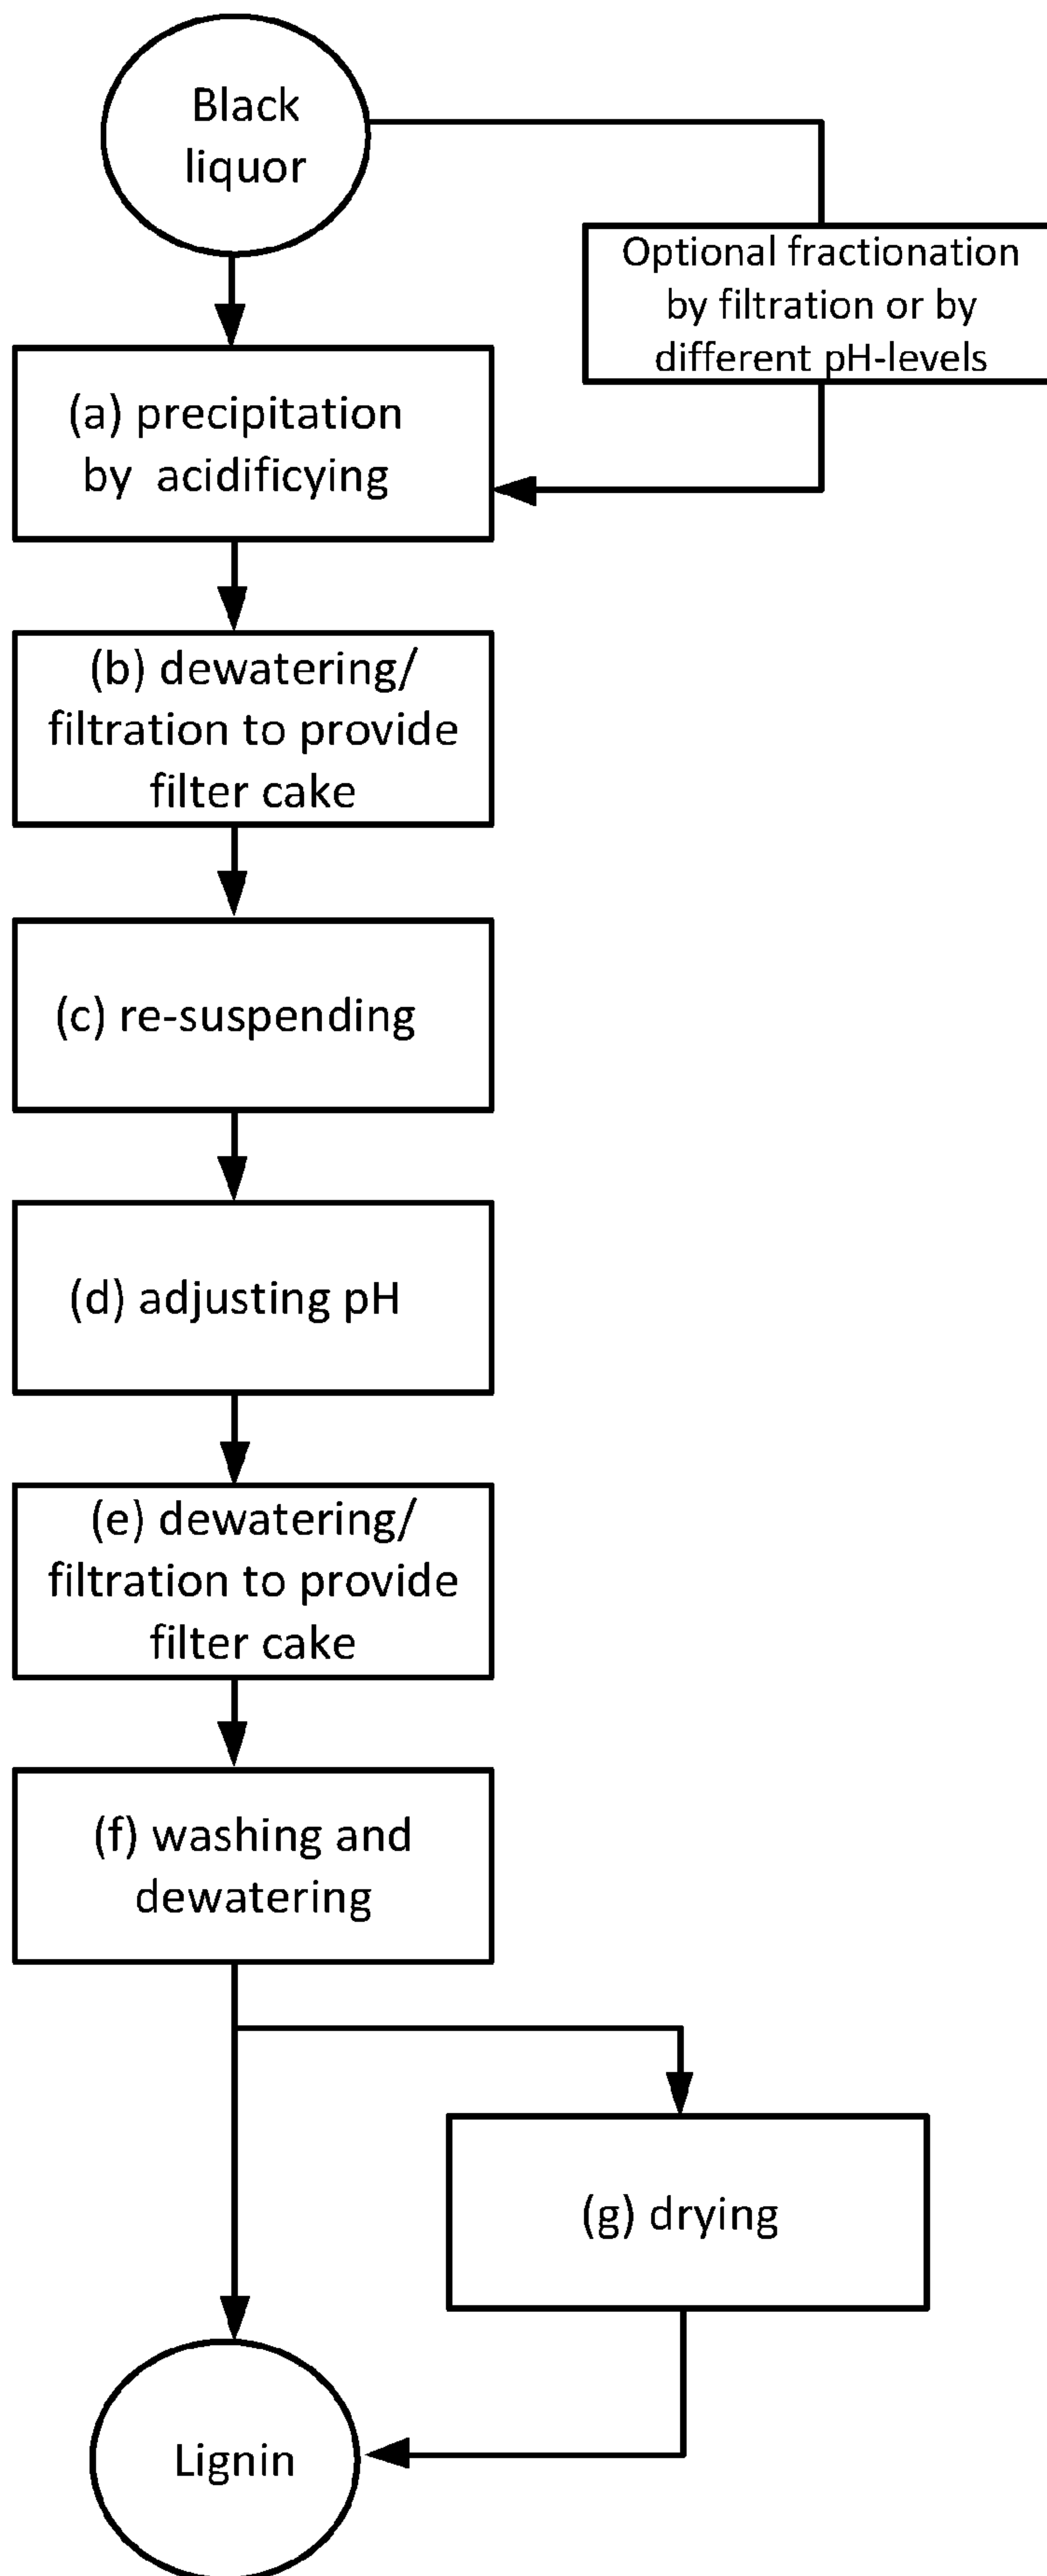 Black
liquor
Optional fractionation
by filtration or by
different pH-levels
(a) precipitation
by acidificying
(b) dewatering/
filtration to provide
filter cake
(c) re-suspending
(d) adjusting pH
(e) dewatering/
filtration to provide
filter cake
(f) washing and
dewatering
(g) drying
Lignin